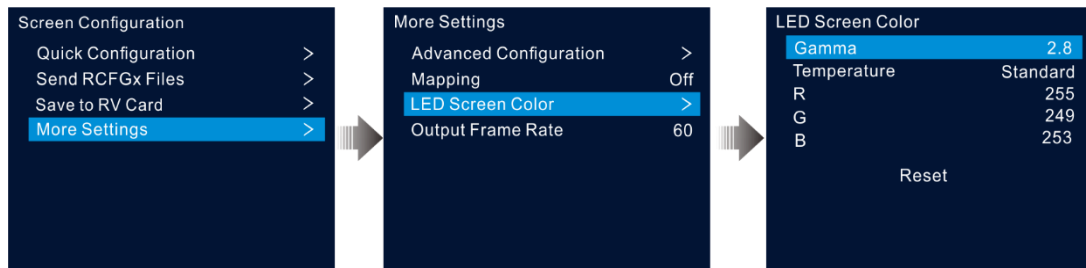 Screen Configuration
Quick Configuration >
Send RCFGx Files >
Save to RV Card >
More Settings >
More Settings
Advanced Configuration >
Mapping Off
LED Screen Color >
Output Frame Rate 60
LED Screen Color
Gamma 2.8
Temperature Standard
R 255
G 249
B 253
Reset